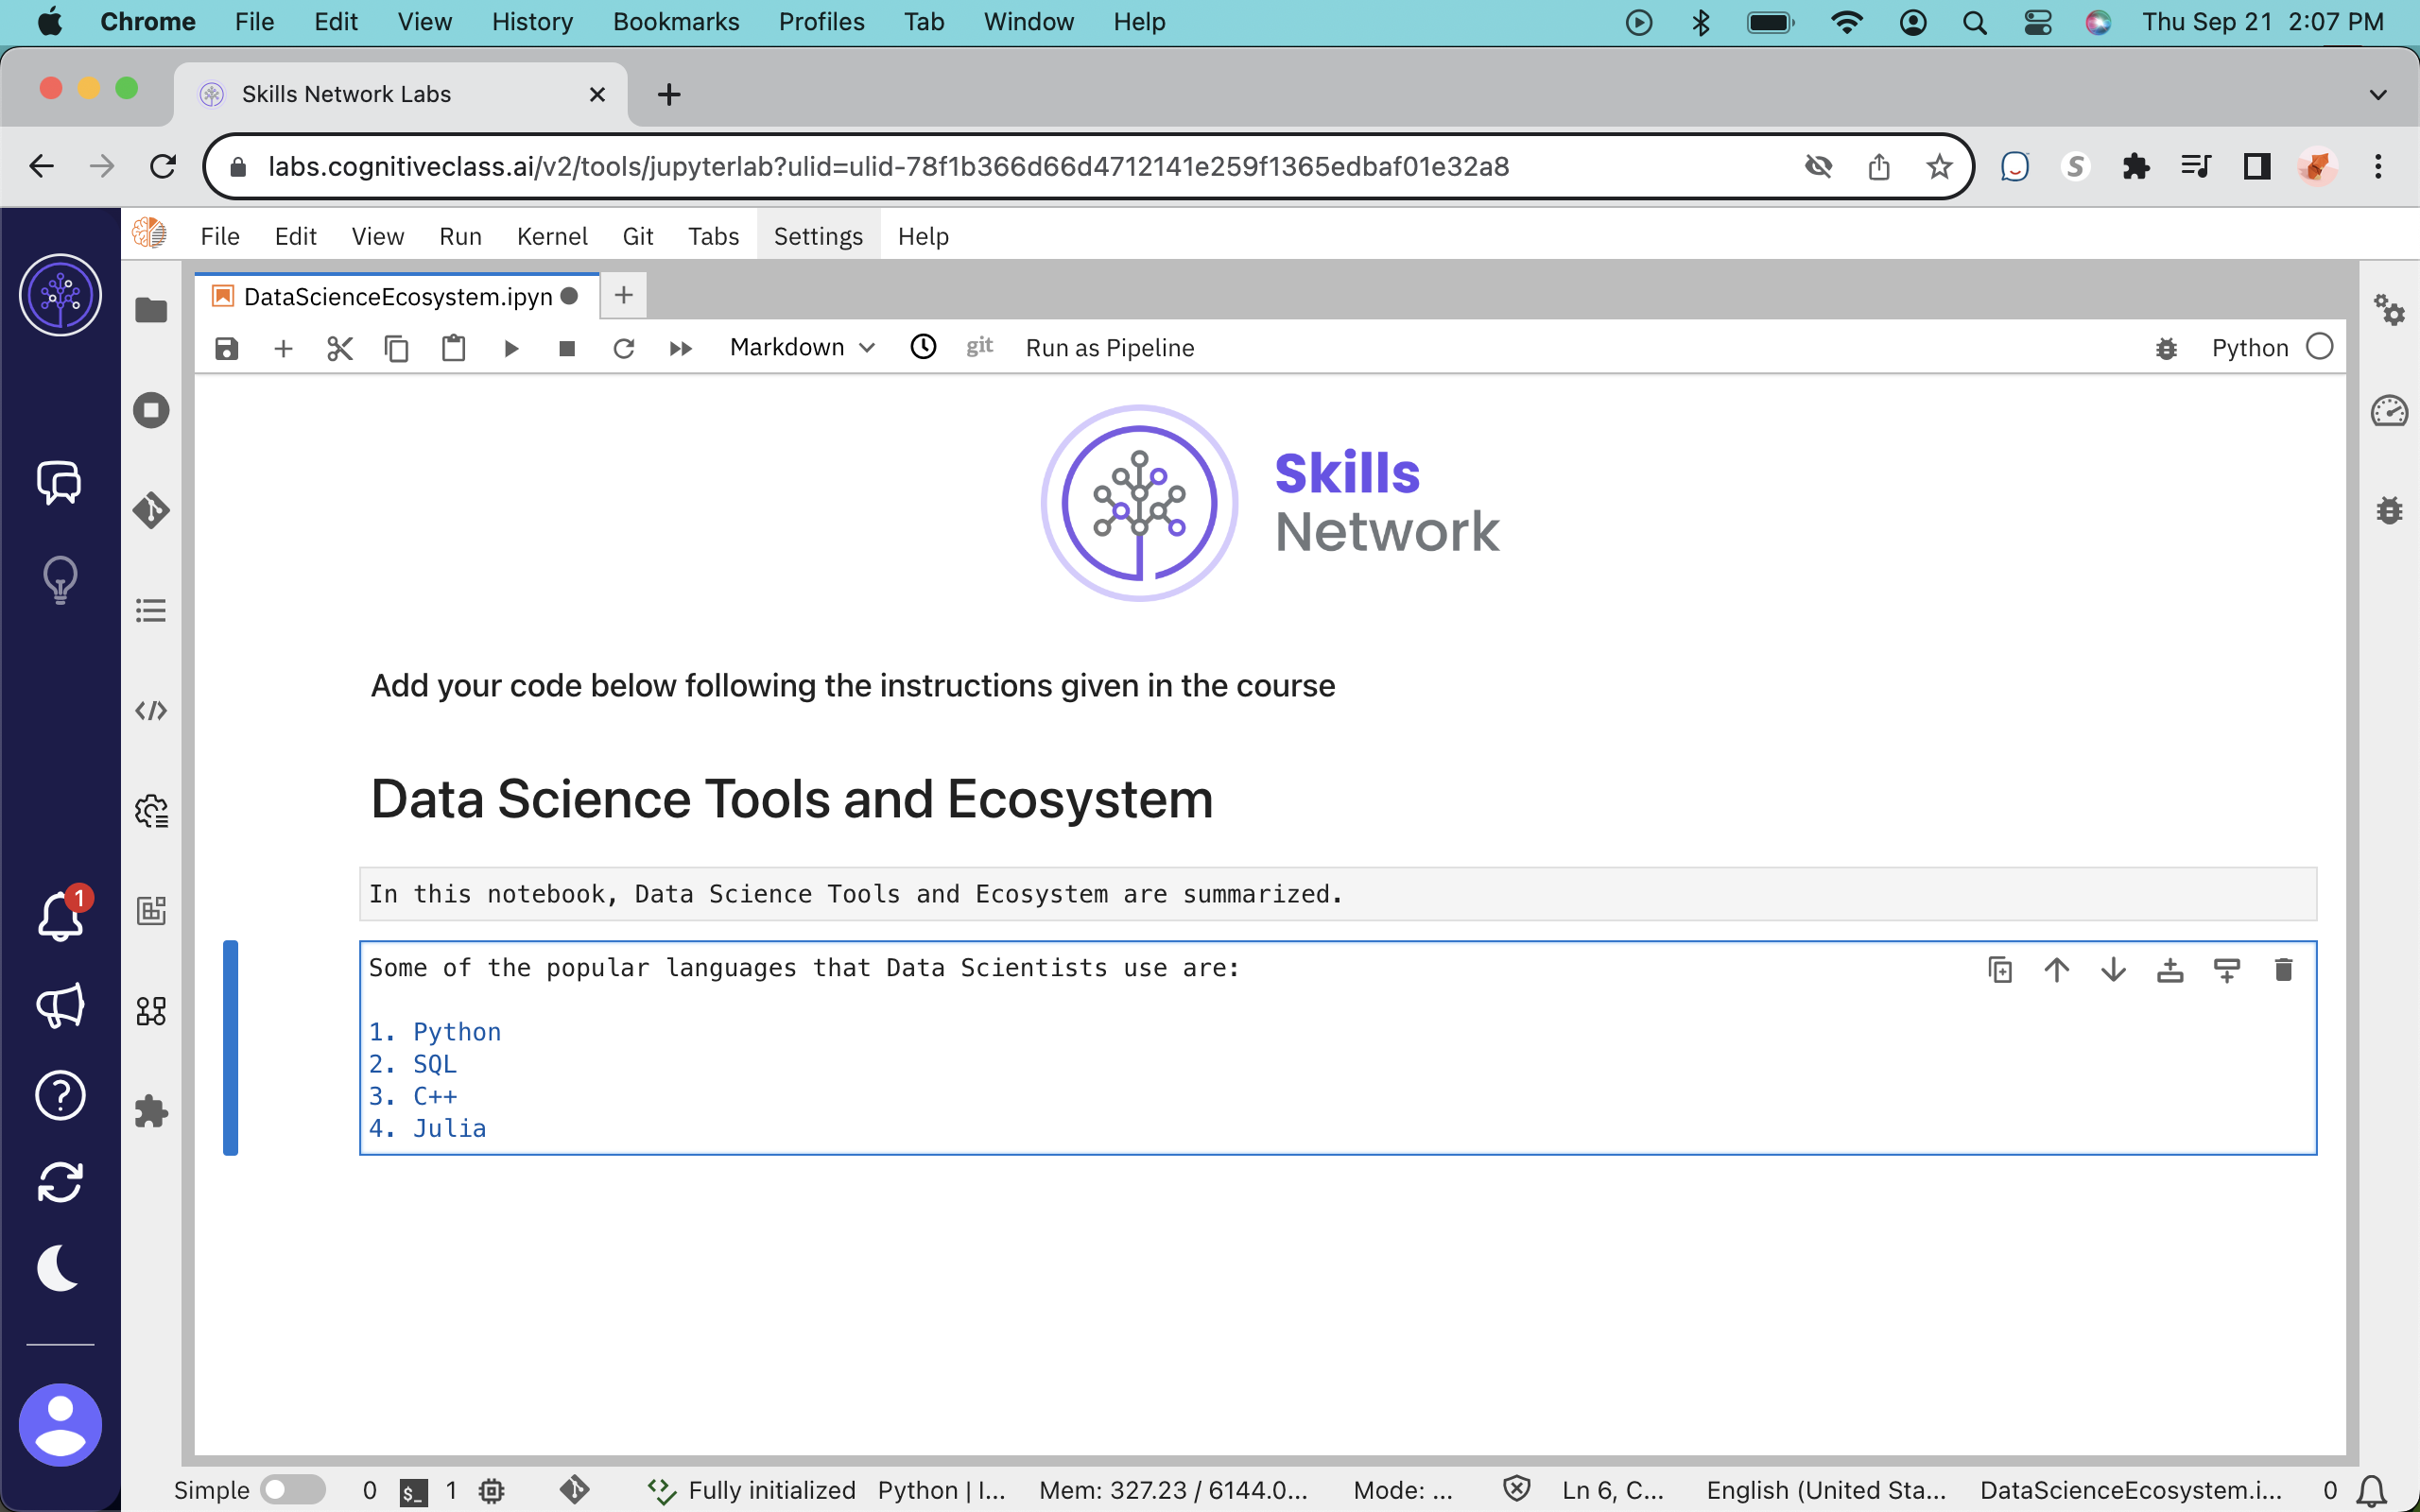 Chrome File Edit View History Bookmarks Profiles Tab Window Help Thu Sep 21 2:07 PM
Skills Network Labs
labs.cognitiveclass.ai/v2/tools/jupyterlab?ulid=ulid-78f1b366d66d4712141e259f1365edbaf01e32a8
S
File Edit View Run Kernel Git Tabs Settings Help
DataScienceEcosystem.ipyn
Markdown git Run as Pipeline Python
Skills
Network
Add your code below following the instructions given in the course
Data Science Tools and Ecosystem
In this notebook, Data Science Tools and Ecosystem are summarized.
1
Some of the popular languages that Data Scientists use are:
1. Python
2. SQL
3. C++
4. Julia
Simple 0 $_ 1 Fully initialized Python | I... Mem: 327.23 / 6144.0... Mode: ... Ln 6, C... English (United Sta... DataScienceEcosystem.i... 0